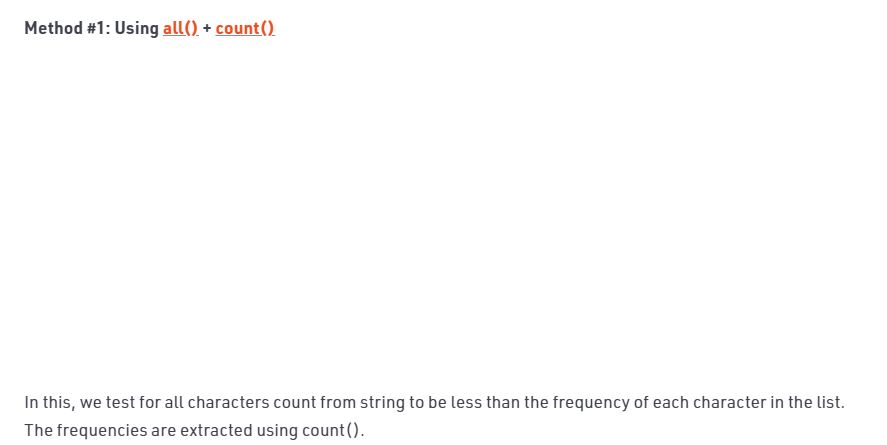 Method #1: Using all() + count()
In this, we test for all characters count from string to be less than the frequency of each character in the list.
The frequencies are extracted using count().